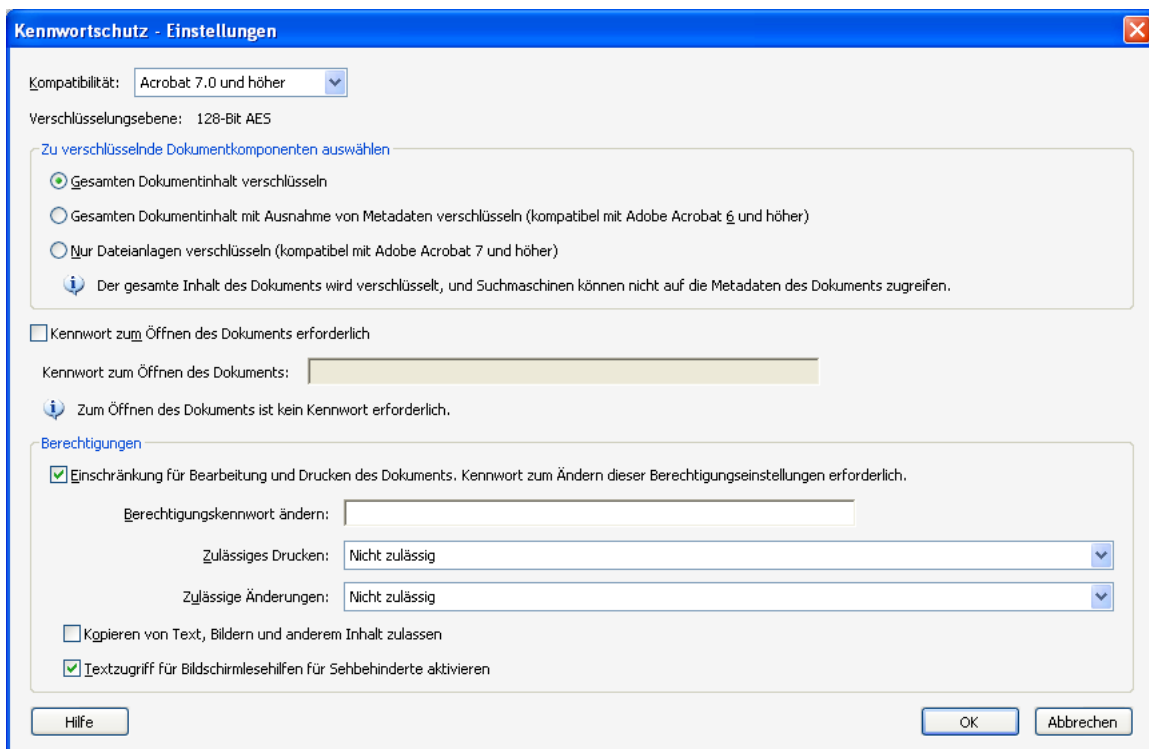 Kennwortschutz - Einstellungen
Kompatibilität: Acrobat 7.0 und höher
Verschlüsselungsebene: 128-Bit AES
Zu verschlüsselnde Dokumentkomponenten auswählen
Gesamten Dokumentinhalt verschlüsseln
Gesamten Dokumentinhalt mit Ausnahme von Metadaten verschlüsseln (kompatibel mit Adobe Acrobat 6 und höher)
Nur Dateianlagen verschlüsseln (kompatibel mit Adobe Acrobat 7 und höher)
Der gesamte Inhalt des Dokuments wird verschlüsselt, und Suchmaschinen können nicht auf die Metadaten des Dokuments zugreifen.
Kennwort zum Öffnen des Dokuments erforderlich
Kennwort zum Öffnen des Dokuments:
Zum Öffnen des Dokuments ist kein Kennwort erforderlich.
Berechtigungen
Einschränkung für Bearbeitung und Drucken des Dokuments. Kennwort zum Ändern dieser Berechtigungseinstellungen erforderlich.
Berechtigungskennwort ändern:
Zulässiges Drucken: Nicht zulässig
Zulässige Änderungen: Nicht zulässig
Kopieren von Text, Bildern und anderem Inhalt zulassen
Textzugriff für Bildschirmlesehilfen für Sehbehinderte aktivieren
Hilfe OK Abbrechen